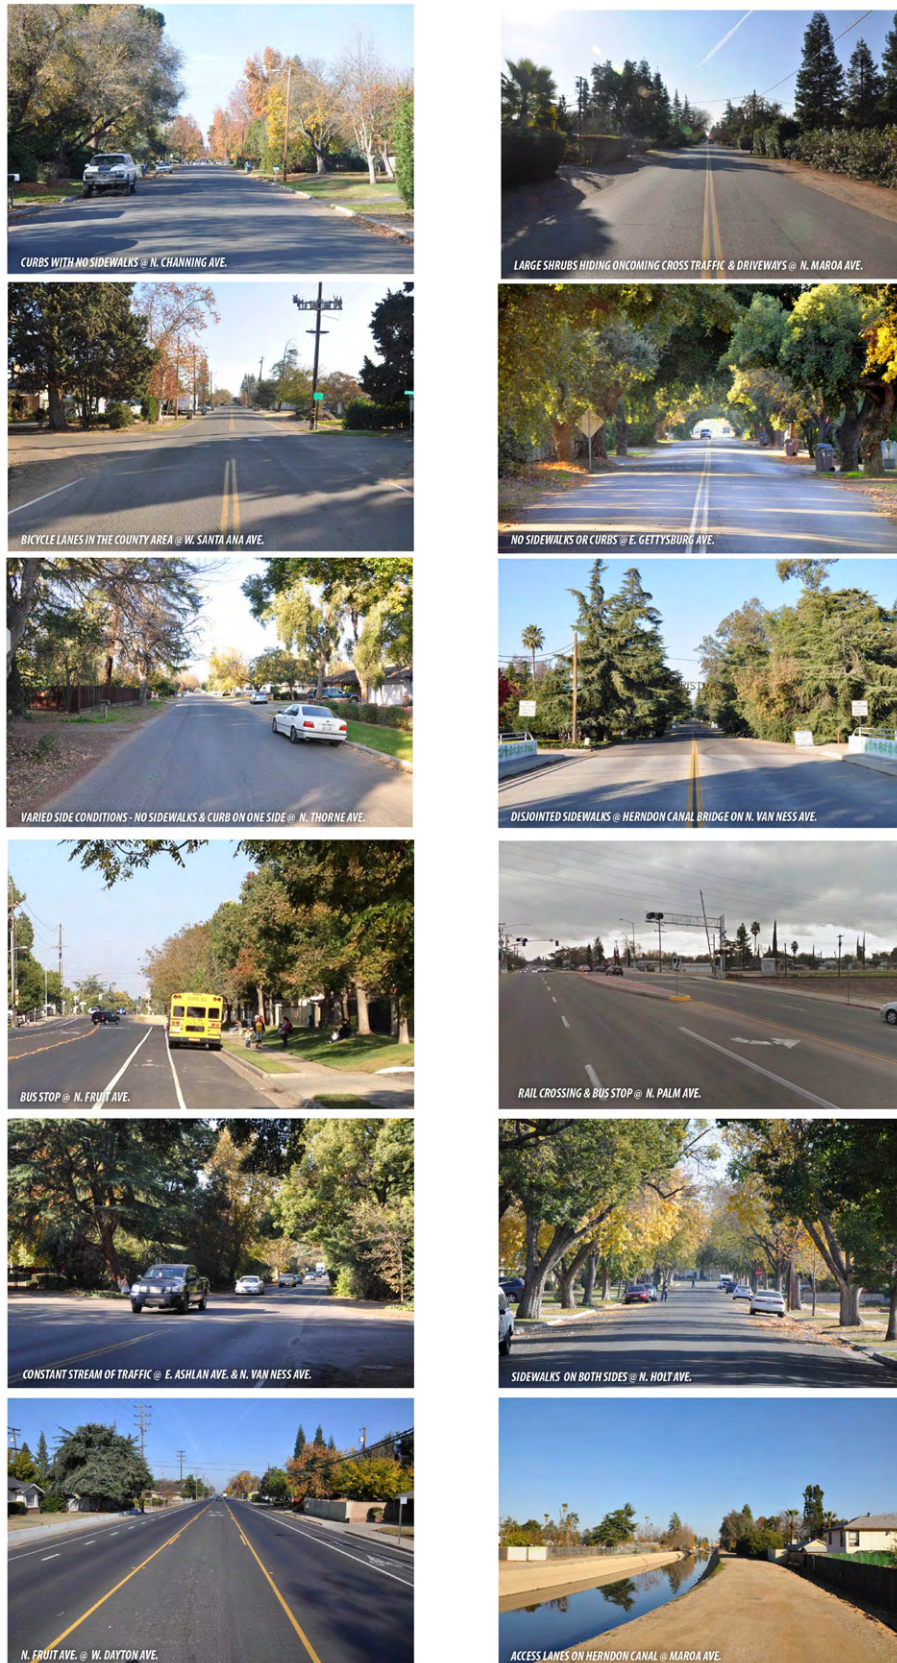 CURBS WITH NO SIDEWALKS @ N. CHANNING AVE.
LARGE SHRUBS HIDING ONCOMING CROSS TRAFFIC & DRIVEWAYS @ N. MAROA AVE.
BICYCLE LANES IN THE COUNTY AREA @ W. SANTA ANA AVE.
NO SIDEWALKS OR CURBS @ E. GETTYSBURG AVE.
VARIED SIDE CONDITIONS - NO SIDEWALKS & CURB ON ONE SIDE @ N. THORNE AVE.
DISJOINTED SIDEWALKS @ HERNDON CANAL BRIDGE ON N. VAN NESS AVE.
BUS STOP @ N. FRUIT AVE.
RAIL CROSSING & BUS STOP @ N. PALM AVE.
CONSTANT STREAM OF TRAFFIC @ E. ASHLAN AVE. & N. VAN NESS AVE.
SIDEWALKS ON BOTH SIDES @ N. HOLT AVE.
N. FRUIT AVE. @ W. DAYTON AVE.
ACCESS LANES ON HERNDON CANAL @ MAROA AVE.